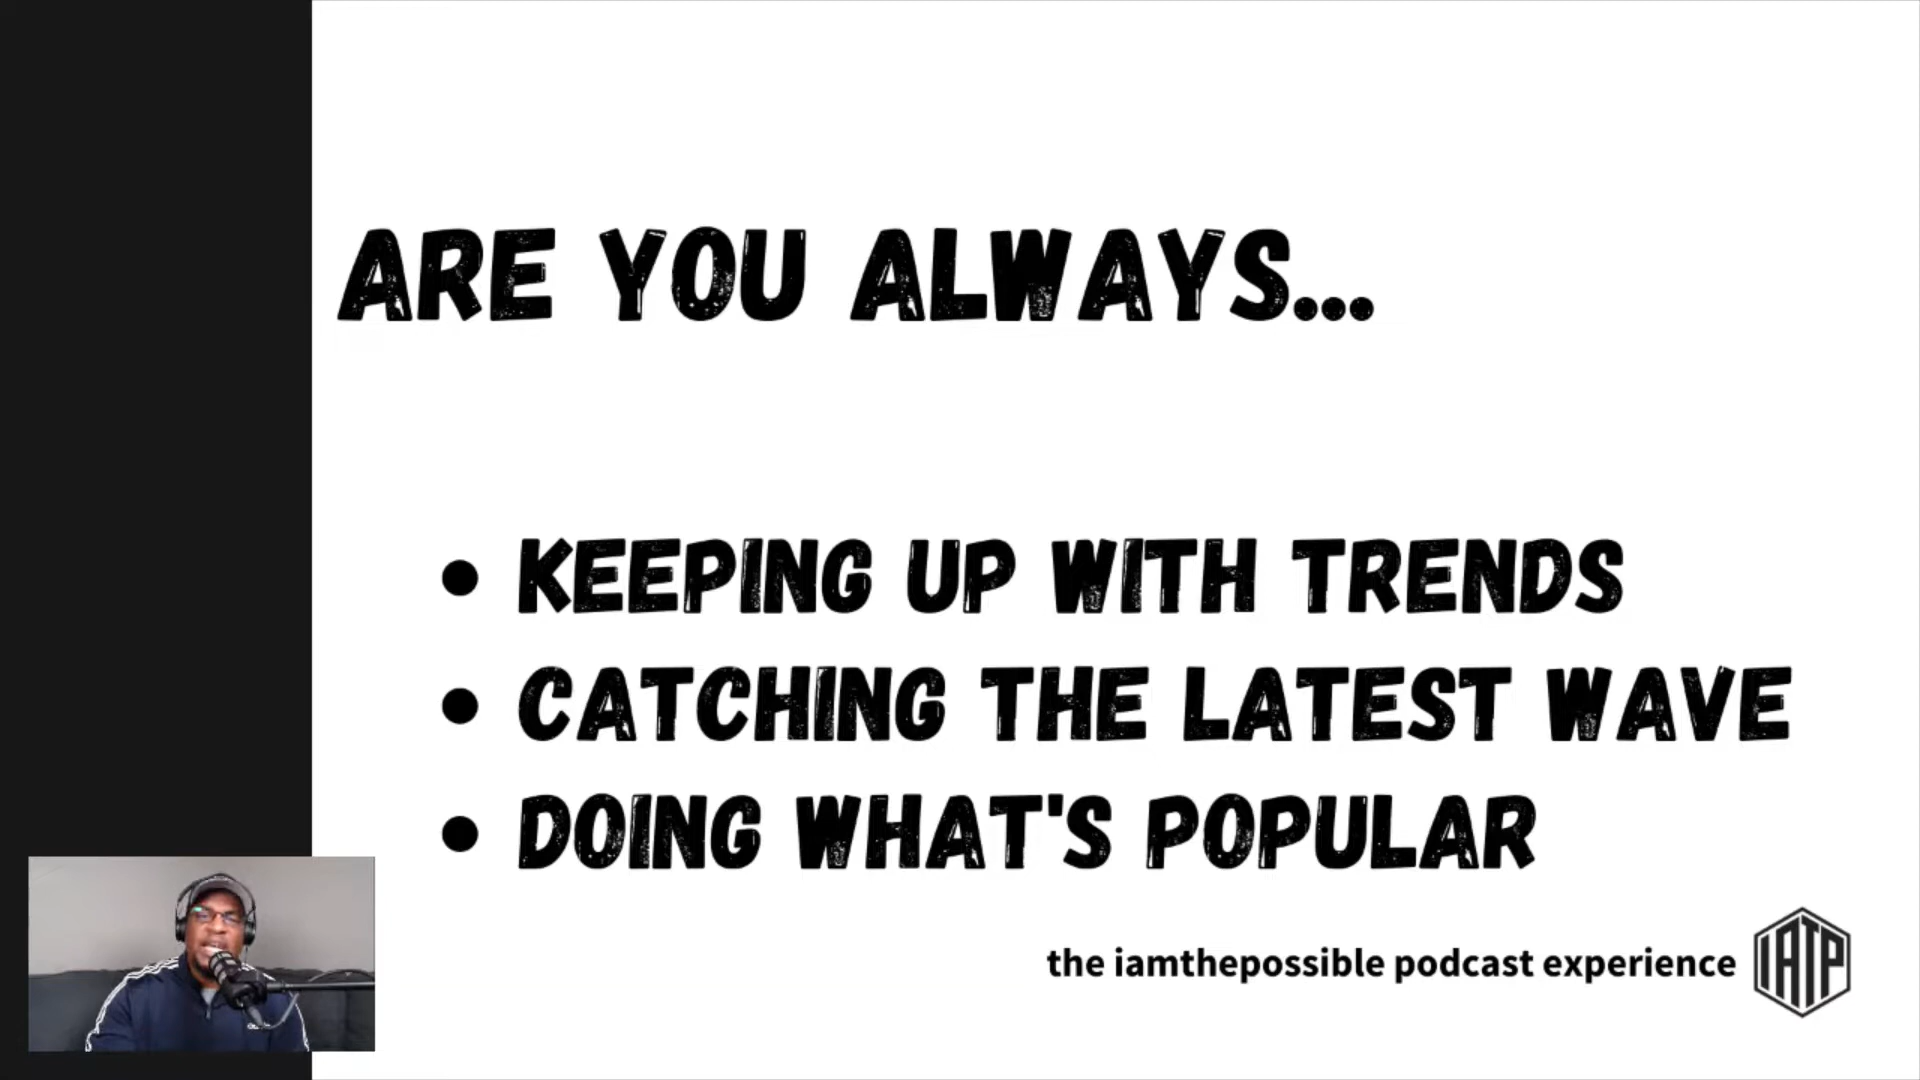 ARE YOU ALWAYS...
• KEEPING UP WITH TRENDS
• CATCHING THE LATEST WAVE
• DOING WHAT'S POPULAR
the iamthepossible podcast experience
IATP